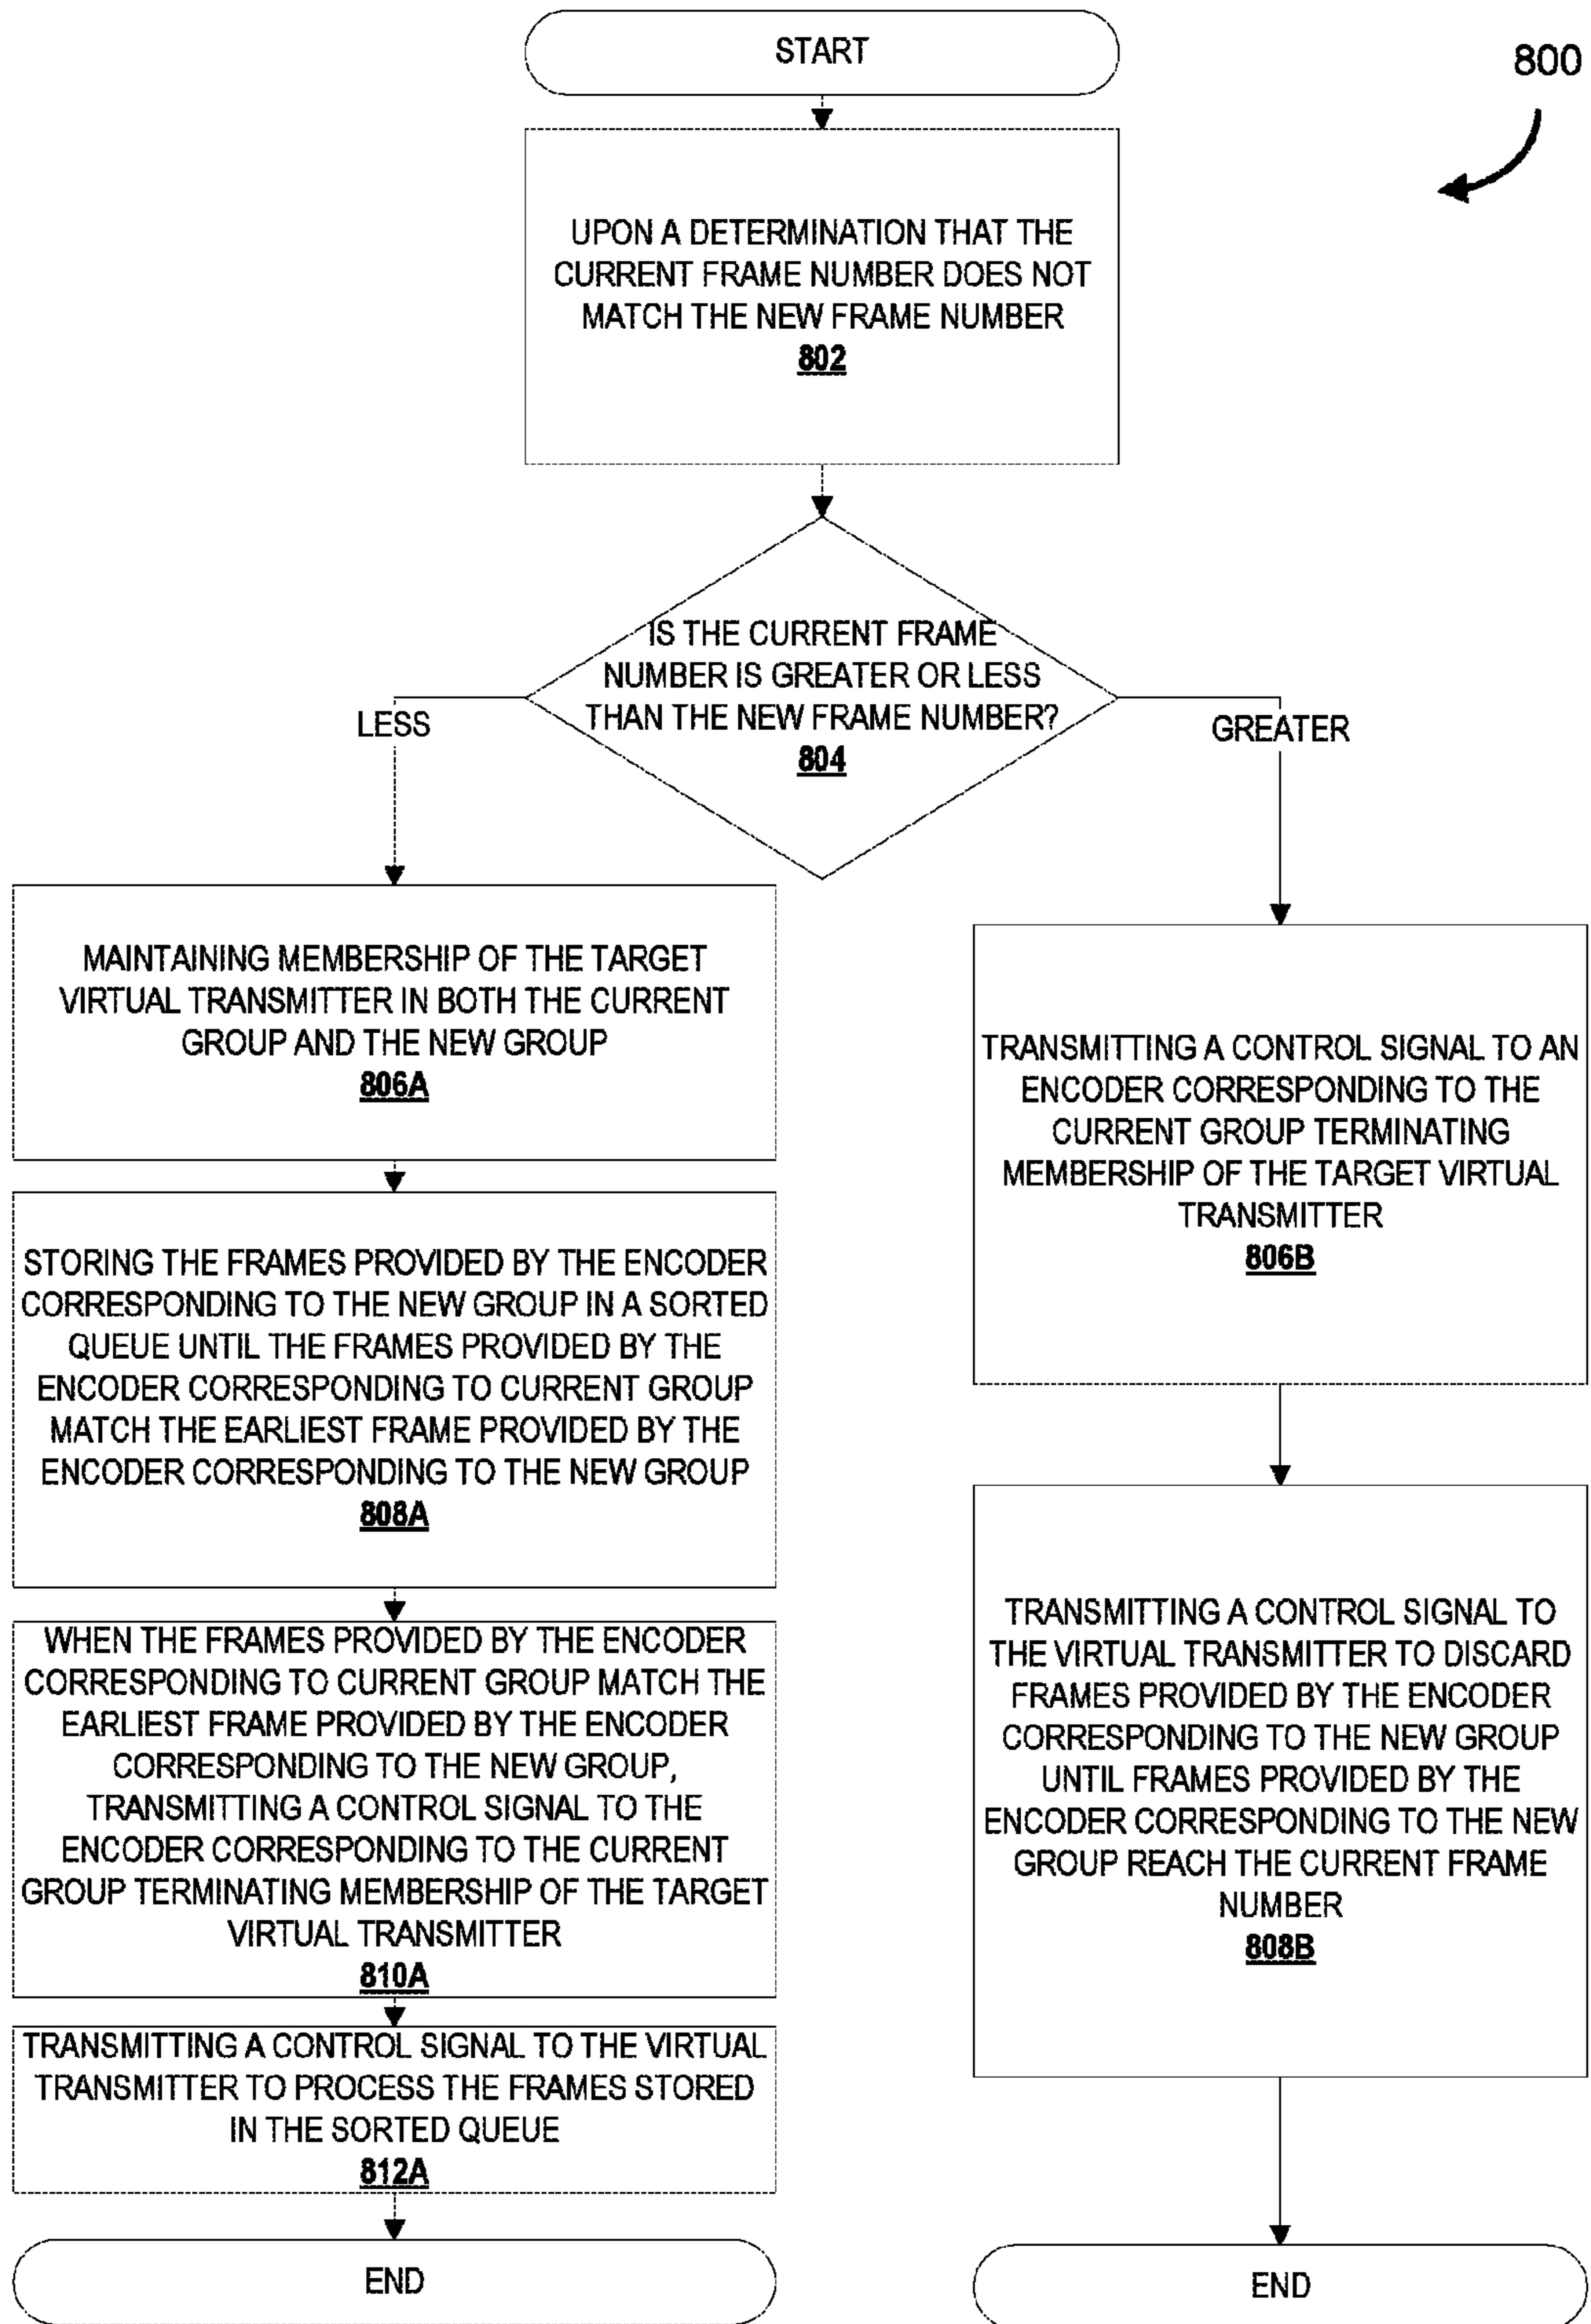 START
800
UPON A DETERMINATION THAT THE
CURRENT FRAME NUMBER DOES NOT
MATCH THE NEW FRAME NUMBER
802
IS THE CURRENT FRAME
NUMBER IS GREATER OR LESS
THAN THE NEW FRAME NUMBER?
804
LESS
GREATER
MAINTAINING MEMBERSHIP OF THE TARGET
VIRTUAL TRANSMITTER IN BOTH THE CURRENT
GROUP AND THE NEW GROUP
806A
STORING THE FRAMES PROVIDED BY THE ENCODER
CORRESPONDING TO THE NEW GROUP IN A SORTED
QUEUE UNTIL THE FRAMES PROVIDED BY THE
ENCODER CORRESPONDING TO CURRENT GROUP
MATCH THE EARLIEST FRAME PROVIDED BY THE
ENCODER CORRESPONDING TO THE NEW GROUP
808A
WHEN THE FRAMES PROVIDED BY THE ENCODER
CORRESPONDING TO CURRENT GROUP MATCH THE
EARLIEST FRAME PROVIDED BY THE ENCODER
CORRESPONDING TO THE NEW GROUP,
TRANSMITTING A CONTROL SIGNAL TO THE
ENCODER CORRESPONDING TO THE CURRENT
GROUP TERMINATING MEMBERSHIP OF THE TARGET
VIRTUAL TRANSMITTER
810A
TRANSMITTING A CONTROL SIGNAL TO THE VIRTUAL
TRANSMITTER TO PROCESS THE FRAMES STORED
IN THE SORTED QUEUE
812A
END
TRANSMITTING A CONTROL SIGNAL TO AN
ENCODER CORRESPONDING TO THE
CURRENT GROUP TERMINATING
MEMBERSHIP OF THE TARGET VIRTUAL
TRANSMITTER
806B
TRANSMITTING A CONTROL SIGNAL TO
THE VIRTUAL TRANSMITTER TO DISCARD
FRAMES PROVIDED BY THE ENCODER
CORRESPONDING TO THE NEW GROUP
UNTIL FRAMES PROVIDED BY THE
ENCODER CORRESPONDING TO THE NEW
GROUP REACH THE CURRENT FRAME
NUMBER
808B
END